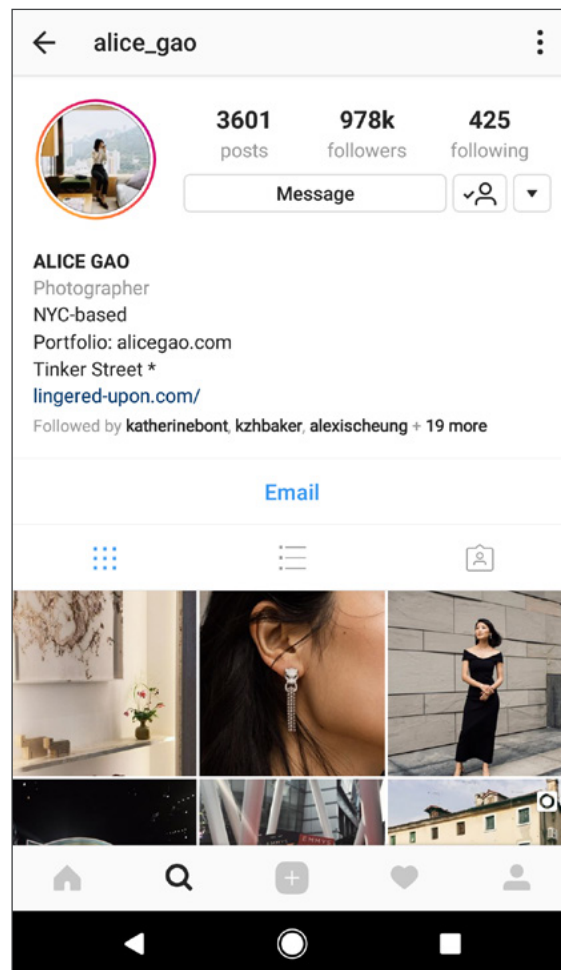 alice_gao
3601 978k 425
posts followers following
Message
ALICE GAO
Photographer
NYC-based
Portfolio: alicegao.com
Tinker Street *
lingered-upon.com/
Followed by katherinebont, kzhbaker, alexischeung + 19 more
Email
EMMYS